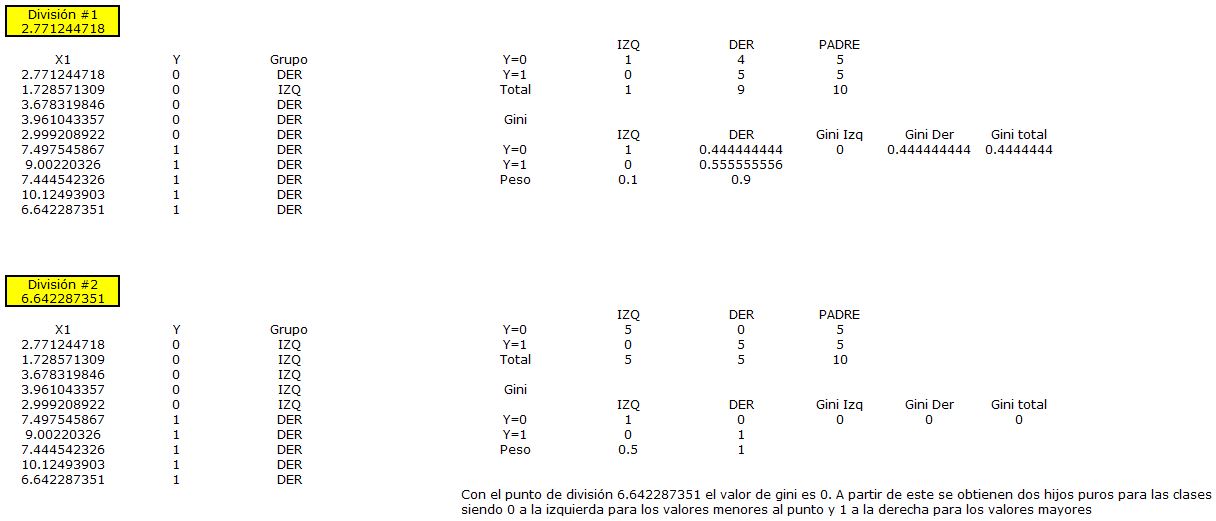 División #1
2.771244718
IZQ DER PADRE
X1 Y Grupo Y=0 1 4 5
2.771244718 0 DER Y=1 0 5 5
1.728571309 0 IZQ Total 1 9 10
3.678319846 0 DER
3.961043357 0 DER Gini
2.999208922 0 DER IZQ DER Gini Izq Gini Der Gini total
7.497545867 1 DER Y=0 1 0.444444444 0 0.444444444 0.4444444
9.00220326 1 DER Y=1 0 0.555555556
7.444542326 1 DER Peso 0.1 0.9
10.12493903 1 DER
6.642287351 1 DER
División #2
6.642287351
IZQ DER PADRE
X1 Y Grupo Y=0 5 0 5
2.771244718 0 IZQ Y=1 0 5 5
1.728571309 0 IZQ Total 5 5 10
3.678319846 0 IZQ
3.961043357 0 IZQ Gini
2.999208922 0 IZQ IZQ DER Gini Izq Gini Der Gini total
7.497545867 1 DER Y=0 1 0 0 0 0
9.00220326 1 DER Y=1 0 1
7.444542326 1 DER Peso 0.5 1
10.12493903 1 DER
6.642287351 1 DER
Con el punto de división 6.642287351 el valor de gini es 0. A partir de este se obtienen dos hijos puros para las clases
siendo 0 a la izquierda para los valores menores al punto y 1 a la derecha para los valores mayores